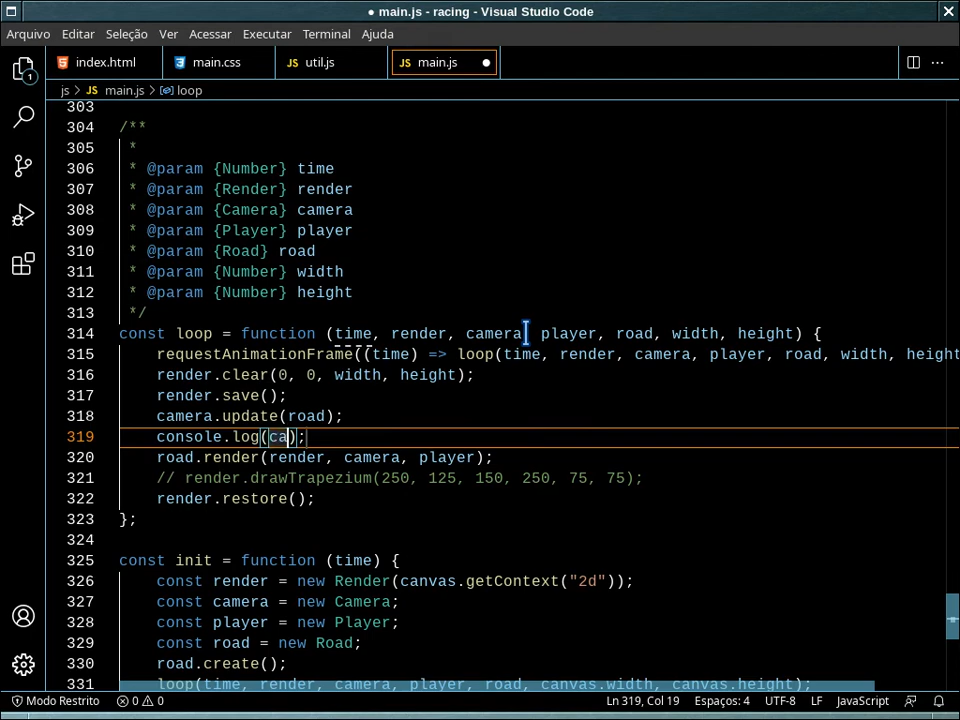 ● main.js - racing - Visual Studio Code
Arquivo Editar Seleção Ver Acessar Executar Terminal Ajuda
1
index.html
main.css
JS util.js
JS main.js ●
js > JS main.js > loop
303
304 /**
305 *
306 * @param {Number} time
307 * @param {Render} render
308 * @param {Camera} camera
309 * @param {Player} player
310 * @param {Road} road
311 * @param {Number} width
312 * @param {Number} height
313 */
314 const loop = function (time, render, camera, player, road, width, height) {
315 requestAnimationFrame((time) => loop(time, render, camera, player, road, width, height
316 render.clear(0, 0, width, height);
317 render.save();
318 camera.update(road);
319 console.log(ca);
320 road.render(render, camera, player);
321 // render.drawTrapezium(250, 125, 150, 250, 75, 75);
322 render.restore();
323 };
324
325 const init = function (time) {
326 const render = new Render(canvas.getContext("2d"));
327 const camera = new Camera;
328 const player = new Player;
329 const road = new Road;
330 road.create();
331 loop(time, render, camera, player, road, canvas.width, canvas.height);
Modo Restrito 0 0 Ln 319, Col 19 Espaços: 4 UTF-8 LF JavaScript